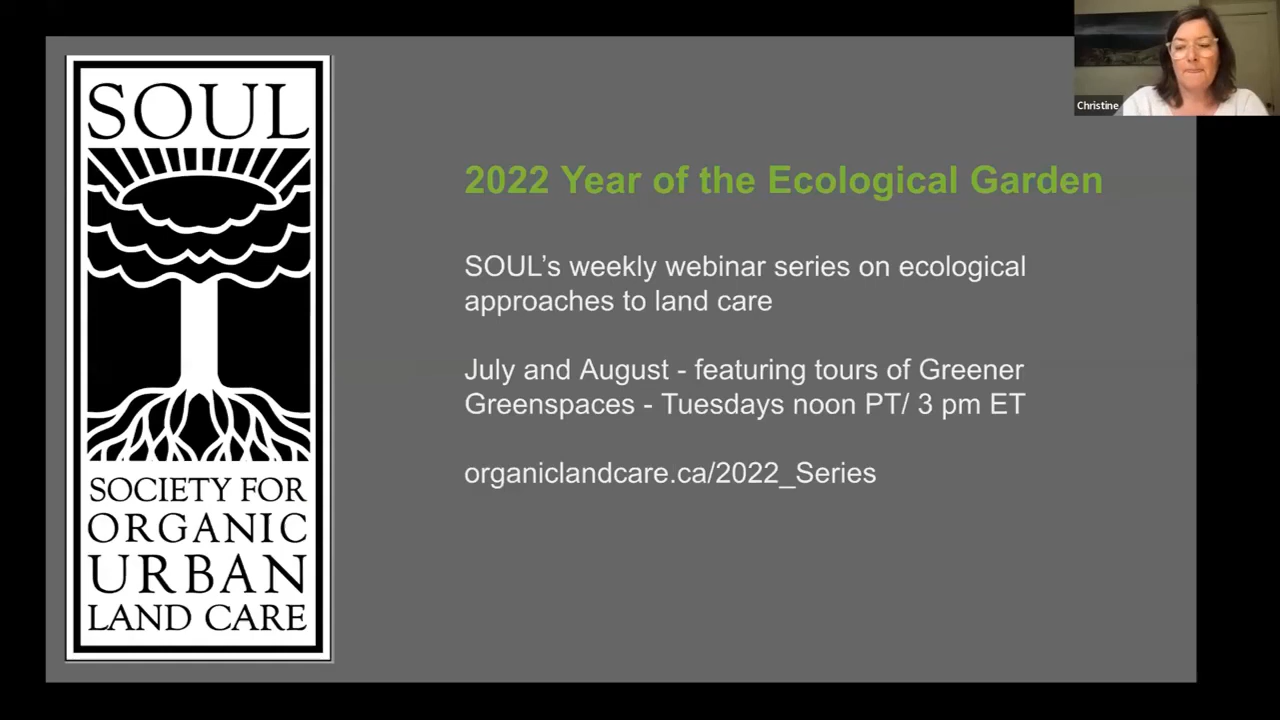 SOUL
SOCIETY FOR
ORGANIC
URBAN
LAND CARE
2022 Year of the Ecological Garden
SOUL’s weekly webinar series on ecological
approaches to land care
July and August - featuring tours of Greener
Greenspaces - Tuesdays noon PT/ 3 pm ET
organiclandcare.ca/2022_Series
Christine